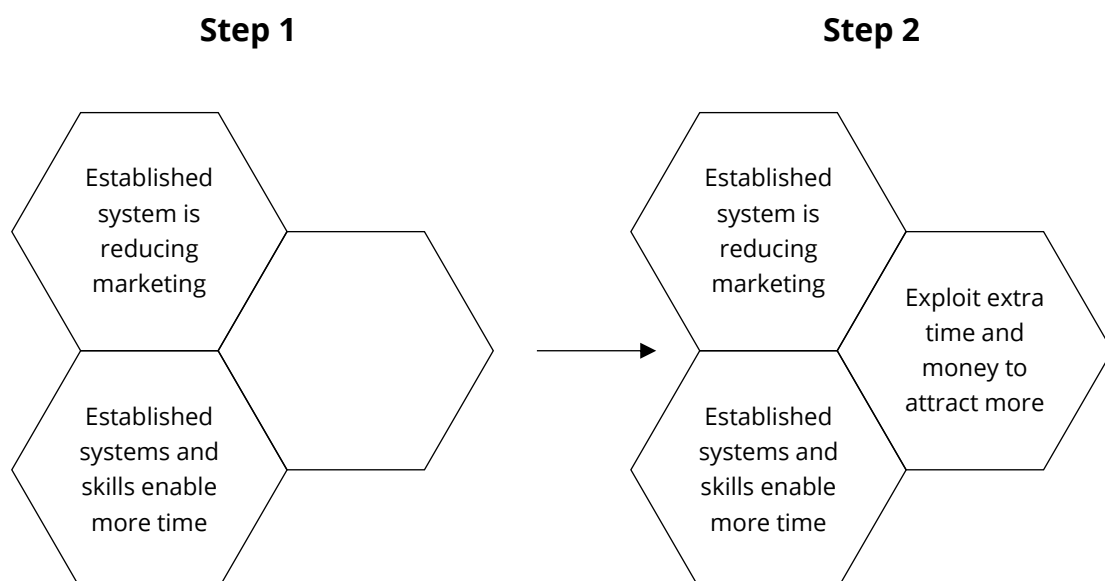 Step 1
Step 2
Established
system is
reducing
marketing
Established
systems and
skills enable
more time
Established
system is
reducing
marketing
Exploit extra
time and
money to
attract more
Established
systems and
skills enable
more time